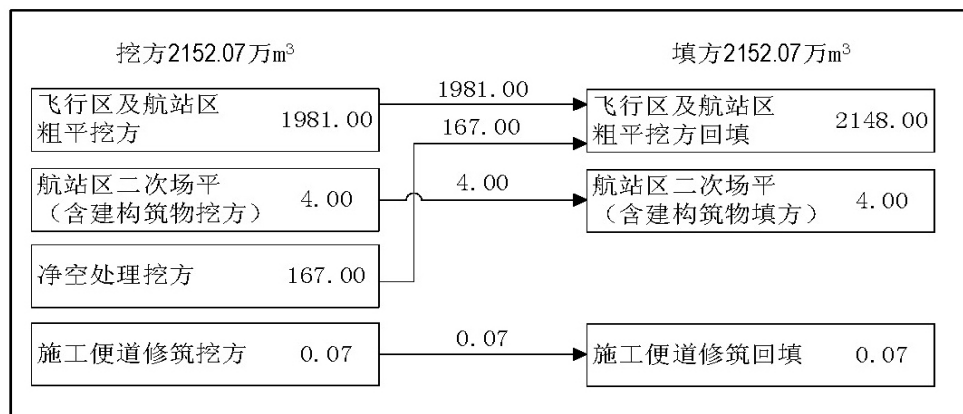 挖方2152.07万m³
填方2152.07万m³
飞行区及航站区
粗平挖方
1981.00
1981.00
167.00
飞行区及航站区
粗平挖方回填
2148.00
航站区二次场平
（含建构筑物挖方）
4.00
4.00
航站区二次场平
（含建构筑物填方）
4.00
净空处理挖方
167.00
施工便道修筑挖方
0.07
0.07
施工便道修筑回填
0.07